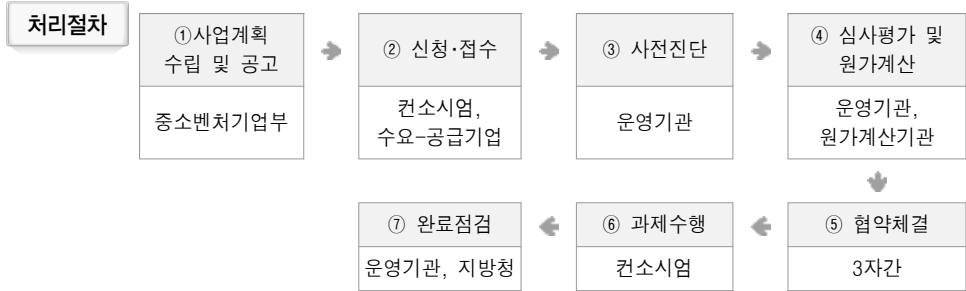 처리절차
①사업계획
수립 및 공고
중소벤처기업부
② 신청·접수
컨소시엄,
수요-공급기업
③ 사전진단
운영기관
④ 심사평가 및
원가계산
운영기관,
원가계산기관
⑤ 협약체결
3자간
⑥ 과제수행
컨소시엄
⑦ 완료점검
운영기관, 지방청